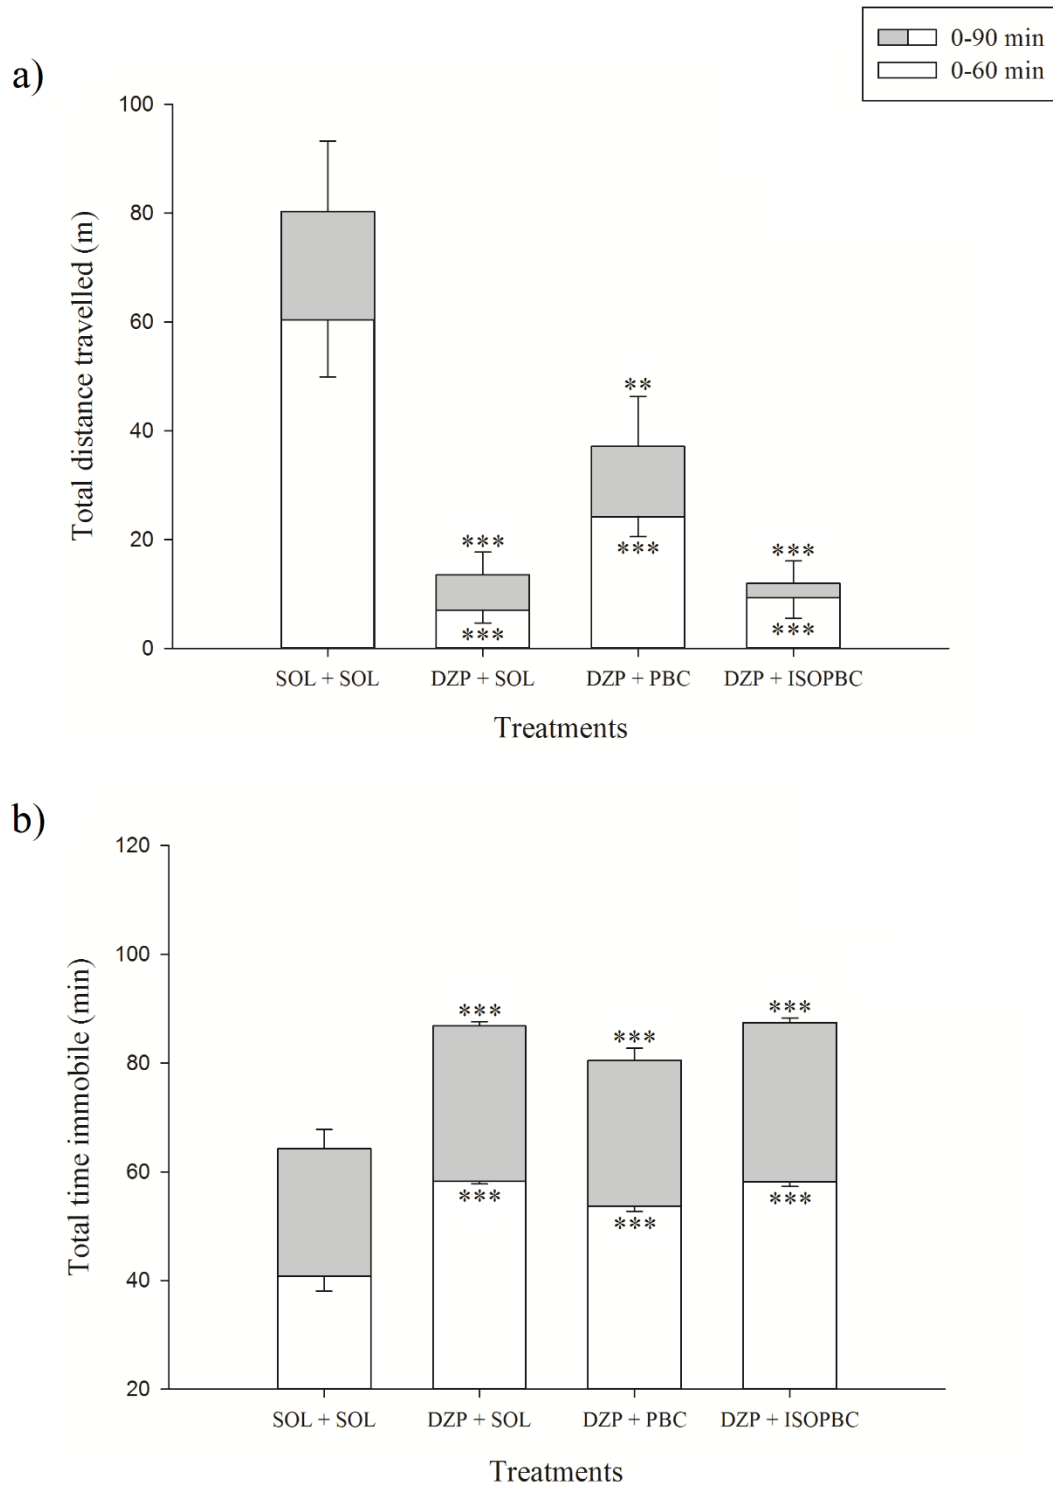 0-90 min
0-60 min
a)
100
80
60
40
20
0
Total distance travelled (m)
**
***
***
***
***
***
SOL + SOL DZP + SOL DZP + PBC DZP + ISOPBC
Treatments
b)
120
100
80
60
40
20
Total time immobile (min)
***
***
***
***
***
***
SOL + SOL DZP + SOL DZP + PBC DZP + ISOPBC
Treatments